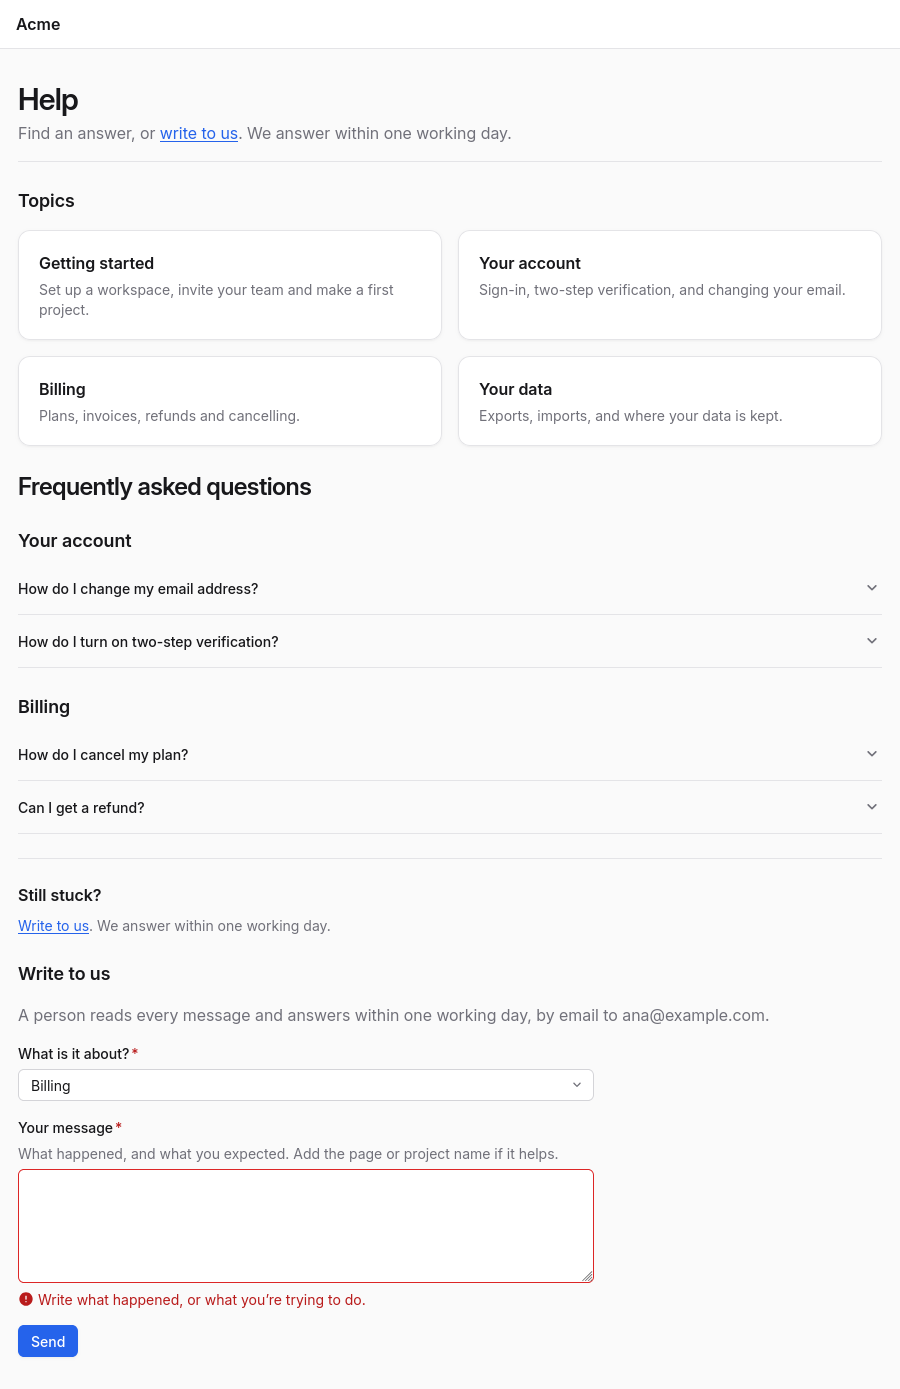 Acme
Help
Find an answer, or write to us. We answer within one working day.
Topics
Getting started
Set up a workspace, invite your team and make a first
project.
Your account
Sign-in, two-step verification, and changing your email.
Billing
Plans, invoices, refunds and cancelling.
Your data
Exports, imports, and where your data is kept.
Frequently asked questions
Your account
How do I change my email address?
How do I turn on two-step verification?
Billing
How do I cancel my plan?
Can I get a refund?
Still stuck?
Write to us. We answer within one working day.
Write to us
A person reads every message and answers within one working day, by email to ana@example.com.
What is it about?*
Billing
Your message*
What happened, and what you expected. Add the page or project name if it helps.
Write what happened, or what you’re trying to do.
Send